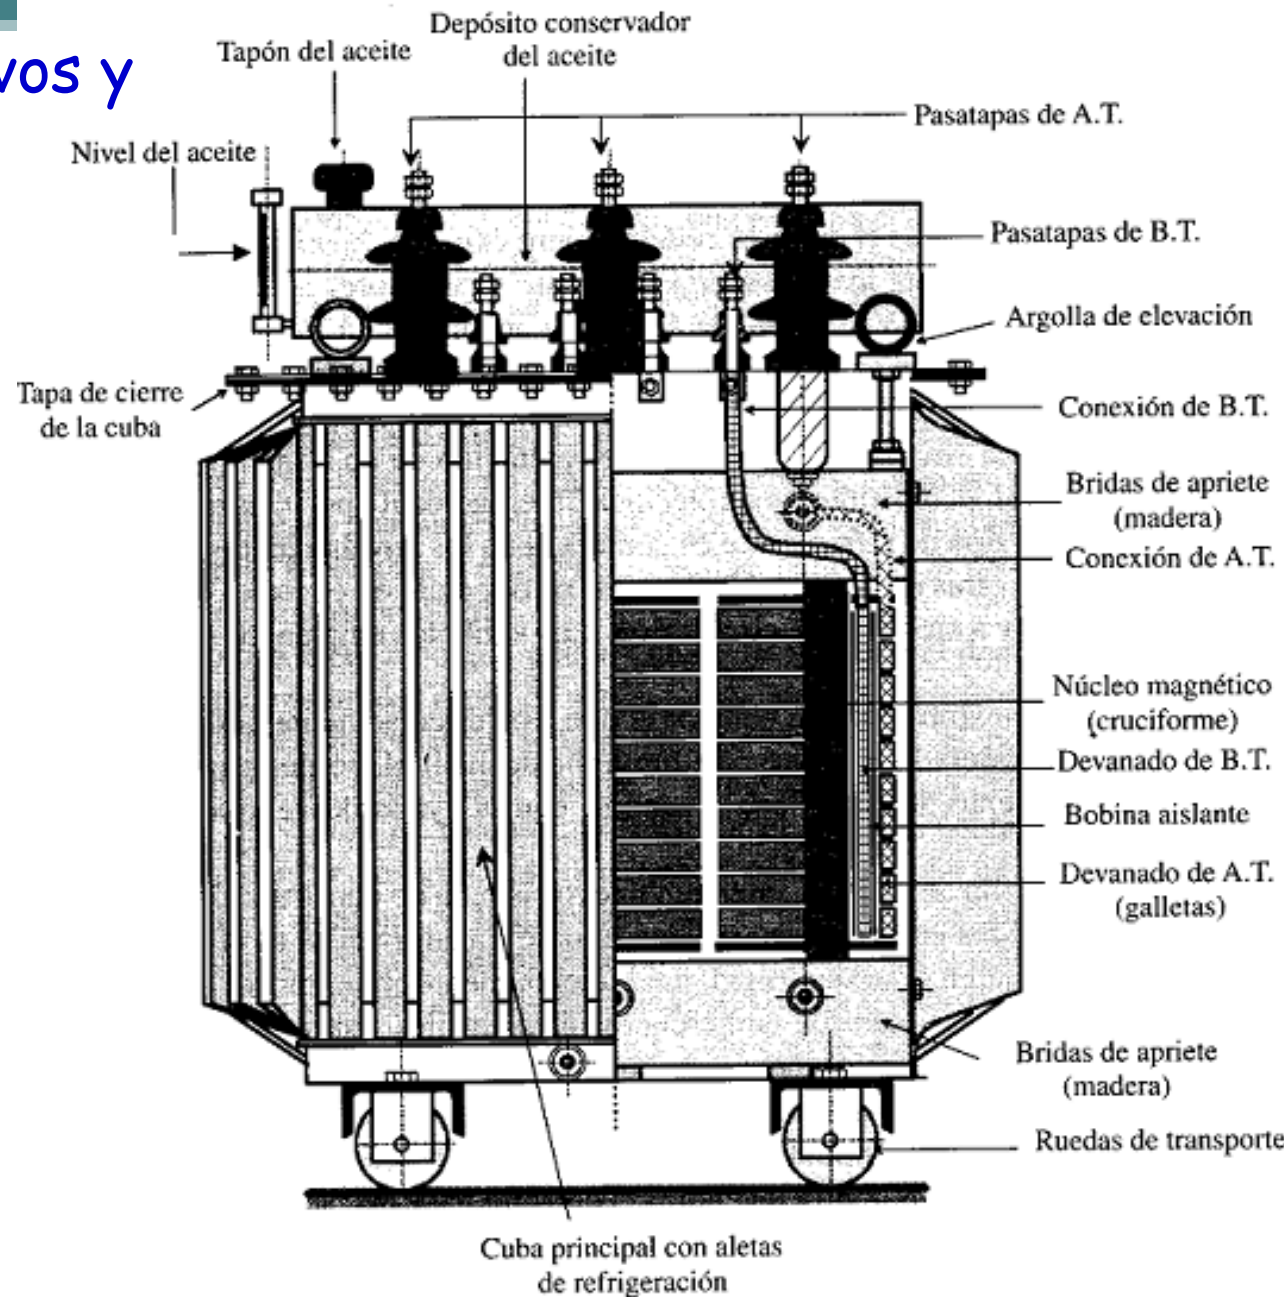 vos y
Depósito conservador
del aceite
Tapón del aceite
Pasatapas de A.T.
Nivel del aceite
Pasatapas de B.T.
Argolla de elevación
Tapa de cierre
de la cuba
Conexión de B.T.
Bridas de apriete
(madera)
Conexión de A.T.
Núcleo magnético
(cruciforme)
Devanado de B.T.
Bobina aislante
Devanado de A.T.
(galletas)
Bridas de apriete
(madera)
Ruedas de transporte
Cuba principal con aletas
de refrigeración